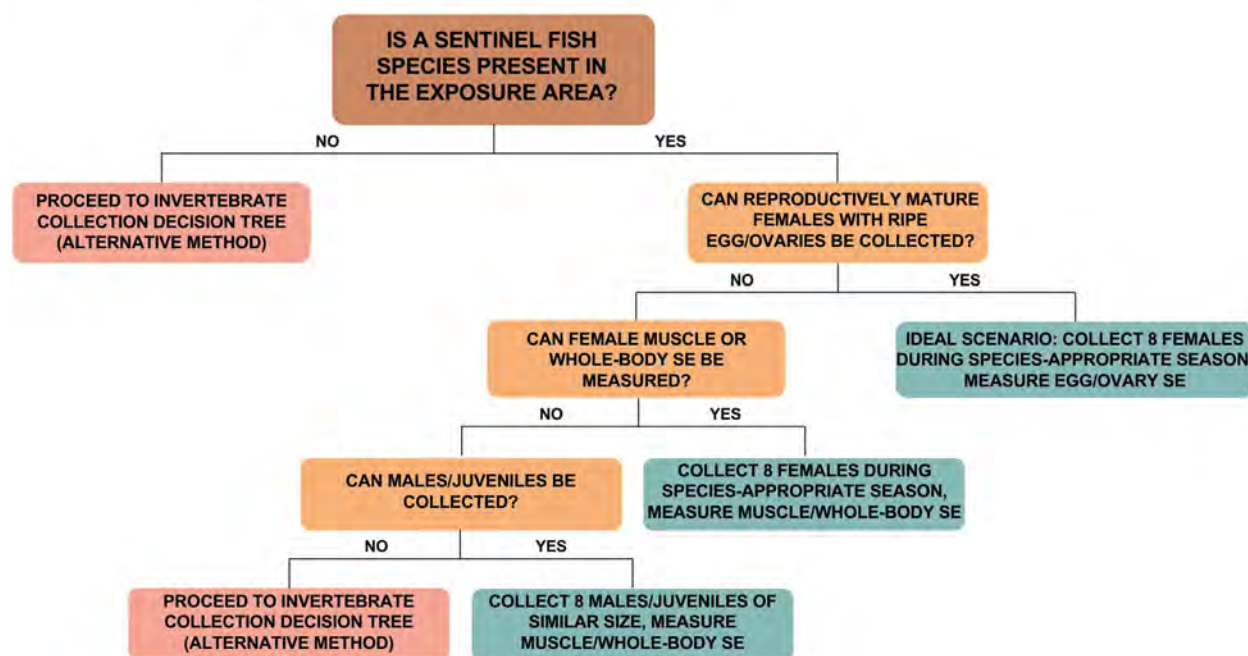 IS A SENTINEL FISH
SPECIES PRESENT IN
THE EXPOSURE AREA?
NO
YES
PROCEED TO INVERTEBRATE
COLLECTION DECISION TREE
(ALTERNATIVE METHOD)
CAN REPRODUCTIVELY MATURE
FEMALES WITH RIPE
EGG/OVARIES BE COLLECTED?
NO
YES
CAN FEMALE MUSCLE OR
WHOLE-BODY SE BE
MEASURED?
IDEAL SCENARIO: COLLECT 8 FEMALES
DURING SPECIES-APPROPRIATE SEASON
MEASURE EGG/OVARY SE
NO
YES
CAN MALES/JUVENILES BE
COLLECTED?
COLLECT 8 FEMALES DURING
SPECIES-APPROPRIATE SEASON,
MEASURE MUSCLE/WHOLE-BODY SE
NO
YES
PROCEED TO INVERTEBRATE
COLLECTION DECISION TREE
(ALTERNATIVE METHOD)
COLLECT 8 MALES/JUVENILES OF
SIMILAR SIZE, MEASURE
MUSCLE/WHOLE-BODY SE